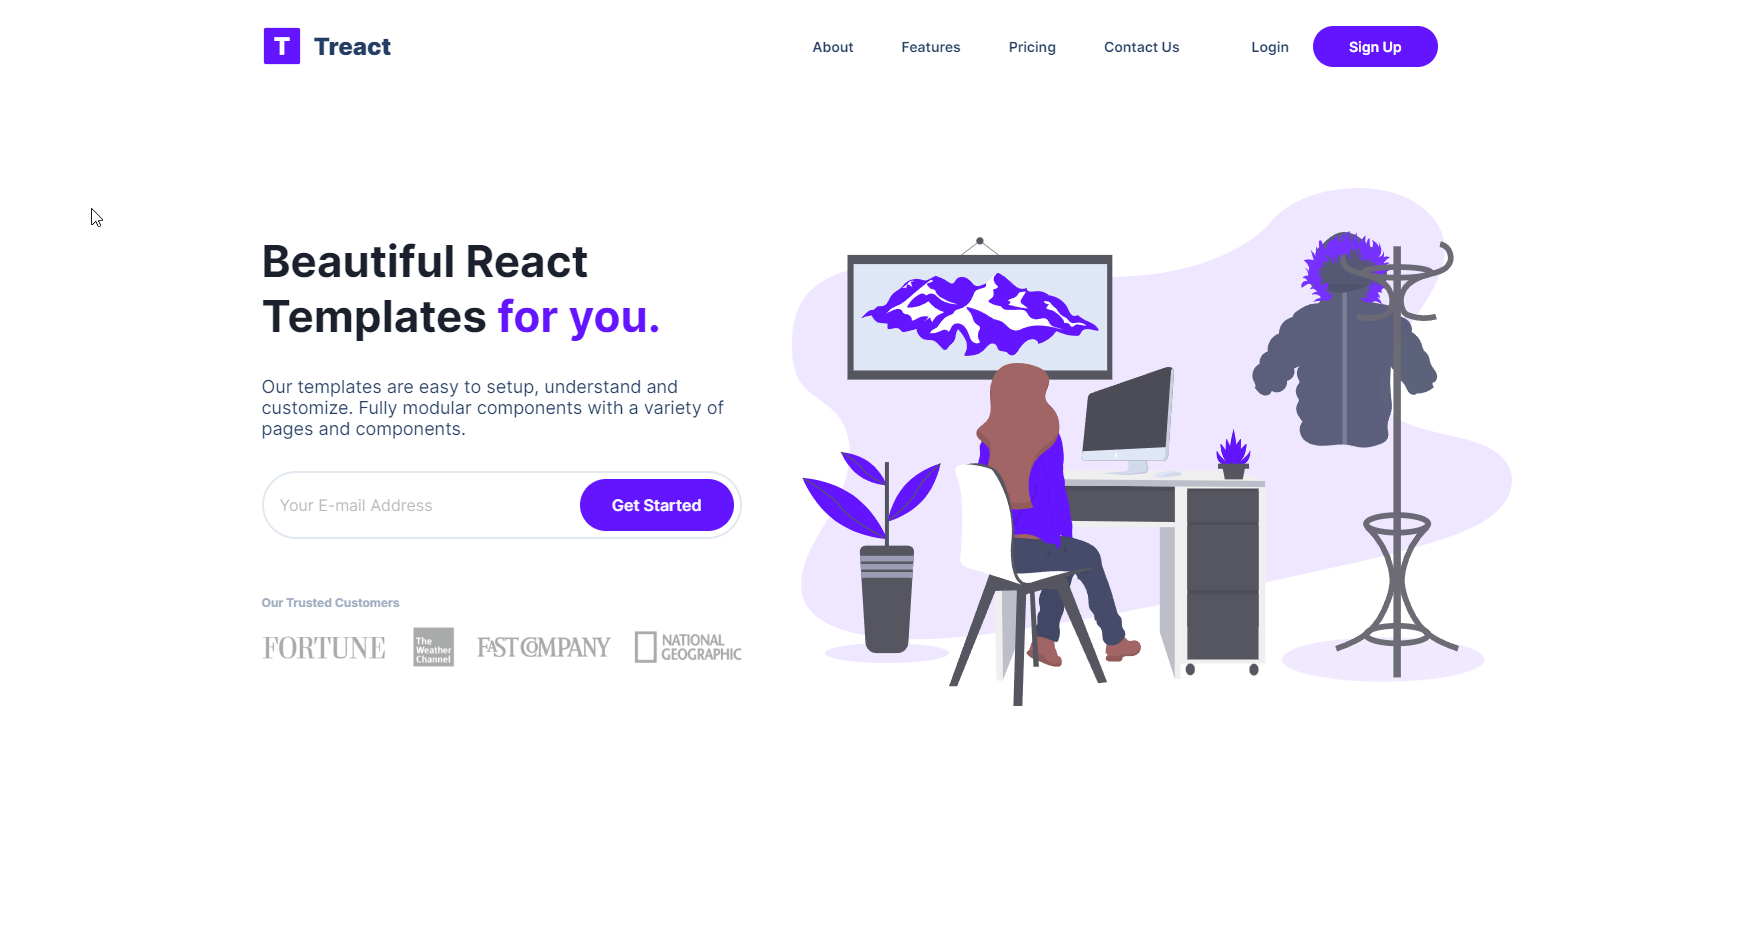 T Treact
About Features Pricing Contact Us Login Sign Up
Beautiful React
Templates for you.
Our templates are easy to setup, understand and
customize. Fully modular components with a variety of
pages and components.
Your E-mail Address
Get Started
Our Trusted Customers
FORTUNE
The
Weather
Channel
FAST COMPANY
NATIONAL
GEOGRAPHIC